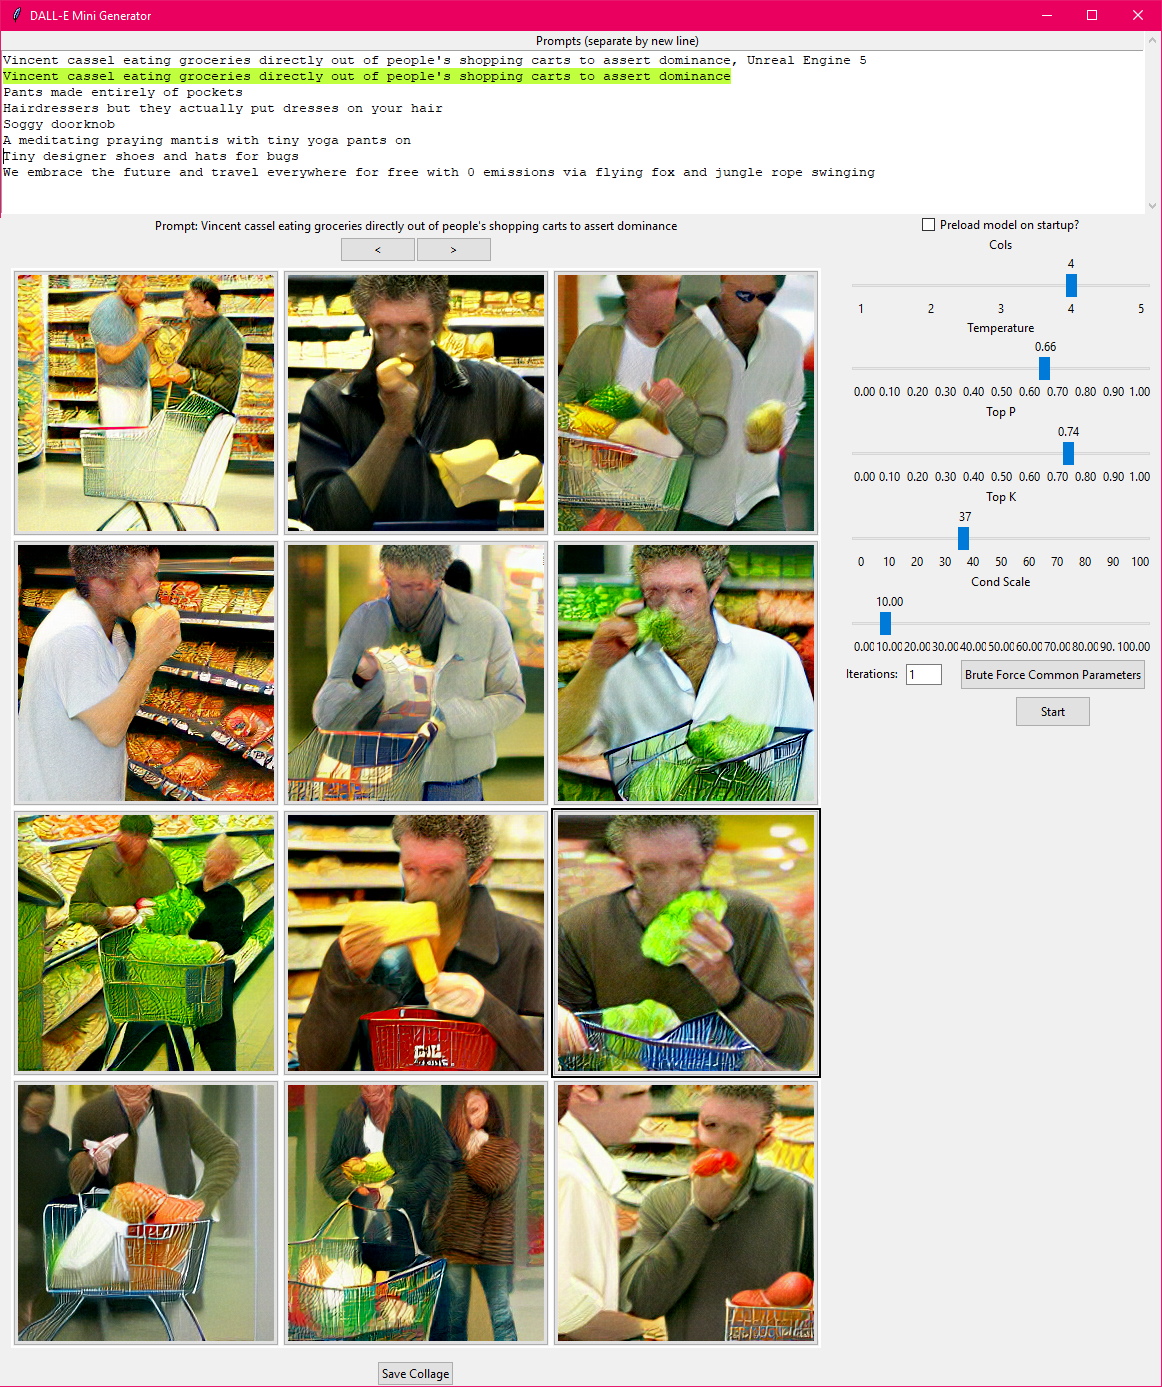 DALL-E Mini Generator
Prompts (separate by new line)
Vincent cassel eating groceries directly out of people's shopping carts to assert dominance, Unreal Engine 5
Vincent cassel eating groceries directly out of people's shopping carts to assert dominance
Pants made entirely of pockets
Hairdressers but they actually put dresses on your hair
Soggy doorknob
A meditating praying mantis with tiny yoga pants on
Tiny designer shoes and hats for bugs
We embrace the future and travel everywhere for free with 0 emissions via flying fox and jungle rope swinging
Prompt: Vincent cassel eating groceries directly out of people's shopping carts to assert dominance
< >
Preload model on startup?
Cols
4
1 2 3 4 5
Temperature
0.66
0.00 0.10 0.20 0.30 0.40 0.50 0.60 0.70 0.80 0.90 1.00
Top P
0.74
0.00 0.10 0.20 0.30 0.40 0.50 0.60 0.70 0.80 0.90 1.00
Top K
37
0 10 20 30 40 50 60 70 80 90 100
Cond Scale
10.00
0.00 10.00 20.00 30.00 40.00 50.00 60.00 70.00 80.00 90. 100.00
Iterations: 1 Brute Force Common Parameters
Start
Save Collage